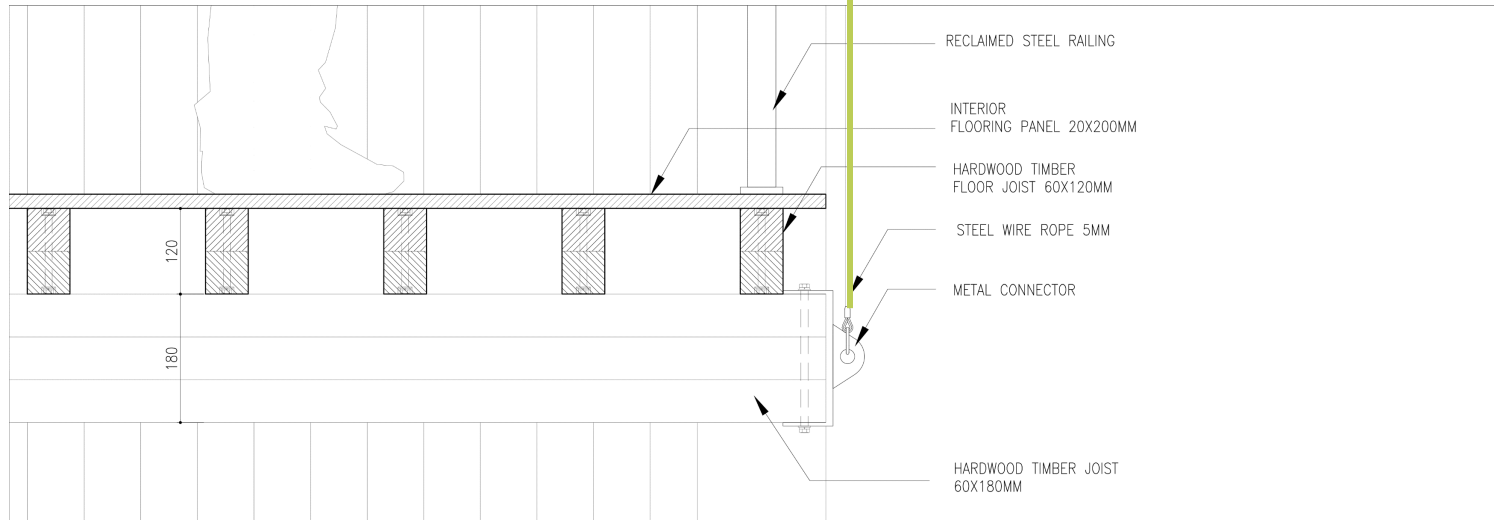 RECLAIMED STEEL RAILING
INTERIOR
FLOORING PANEL 20X200MM
HARDWOOD TIMBER
FLOOR JOIST 60X120MM
STEEL WIRE ROPE 5MM
METAL CONNECTOR
HARDWOOD TIMBER JOIST
60X180MM
120
180